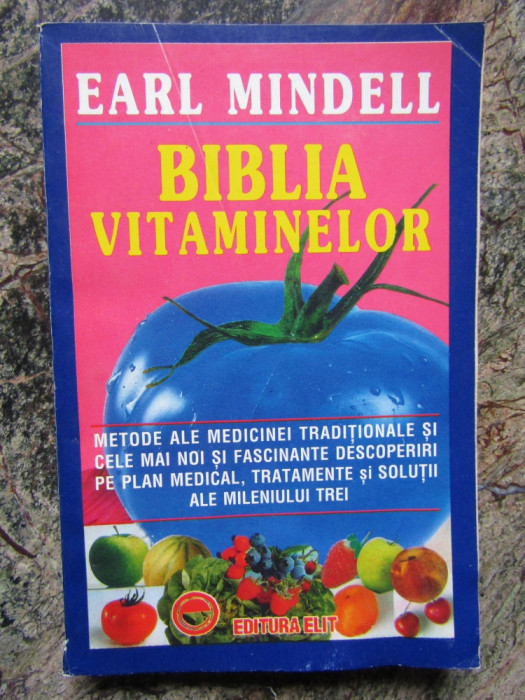 EARL MINDELL
BIBLIA
VITAMINELOR
METODE ALE MEDICINEI TRADIȚIONALE ȘI
CELE MAI NOI ȘI FASCINANTE DESCOPERIRI
PE PLAN MEDICAL, TRATAMENTE și SOLUȚII
ALE MILENIULUI TREI
EDITURA ELIT